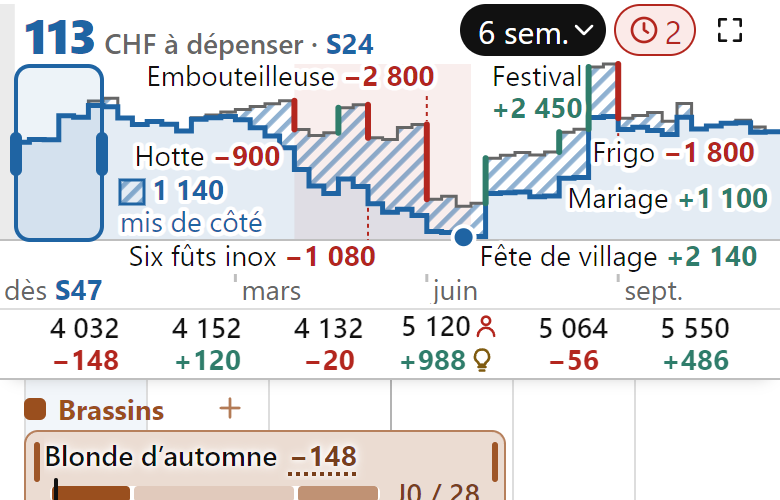 113 CHF à dépenser · S24
6 sem.
2
Embouteilleuse −2 800
Festival
+2 450
Hotte −900
Frigo −1 800
1 140
mis de côté
Mariage +1 100
Six fûts inox −1 080
Fête de village +2 140
dès S47
mars
juin
sept.
4 032 4 152 4 132 5 120 5 064 5 550
−148 +120 −20 +988 −56 +486
Brassins +
Blonde d’automne −148
J0 / 28